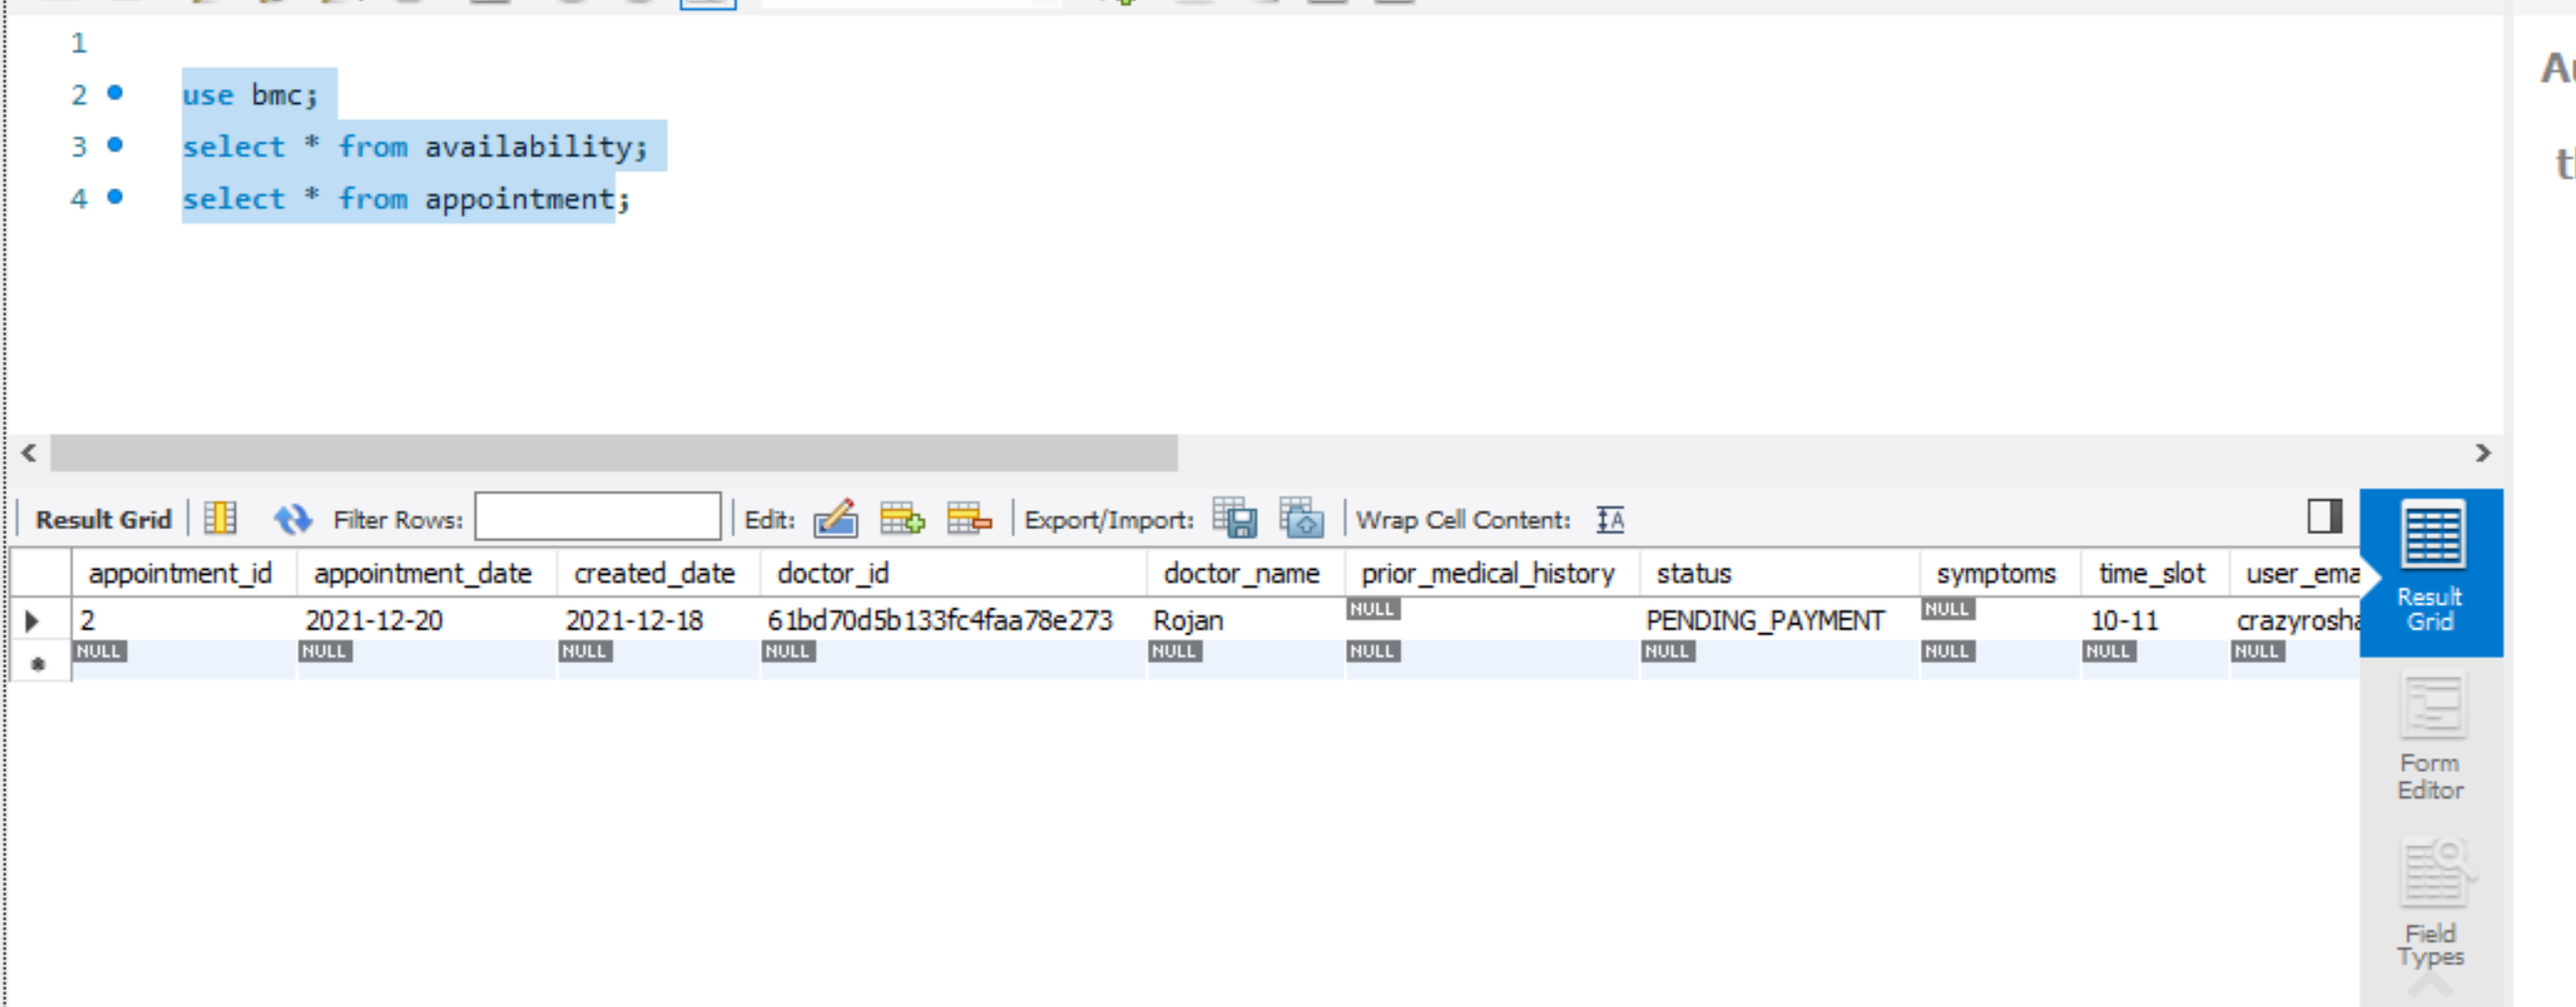 1
2 use bmc;
3 select * from availability;
4 select * from appointment;
Result Grid Filter Rows: Edit: Export/Import: Wrap Cell Content:
appointment_id appointment_date created_date doctor_id doctor_name prior_medical_history status symptoms time_slot user_ema
2 2021-12-20 2021-12-18 61bd70d5b133fc4faa78e273 Rojan NULL PENDING_PAYMENT NULL 10-11 crazyrosha
NULL NULL NULL NULL NULL NULL NULL NULL NULL NULL
Result
Grid
Form
Editor
Field
Types